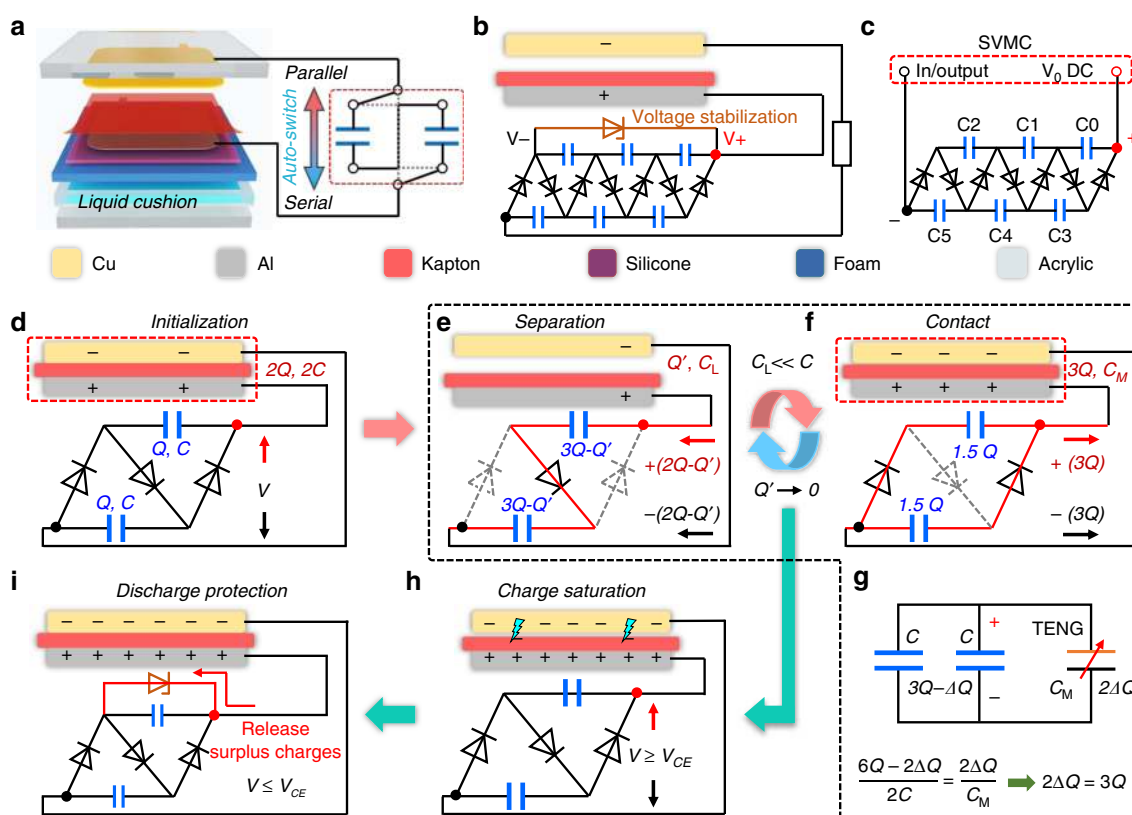 a
Parallel
Auto-switch
Serial
Liquid cushion
b
−
+
Voltage stabilization
V−
V+
c
SVMC
In/output
V0 DC
C2
C1
C0
+
−
C5
C4
C3
Cu
Al
Kapton
Silicone
Foam
Acrylic
d
Initialization
− −
2Q, 2C
+ +
Q, C
Q, C
V
e
Separation
−
Q′, CL
+
3Q-Q'
+(2Q-Q')
3Q-Q'
−(2Q-Q')
CL << C
Q′ → 0
f
Contact
− − −
3Q, CM
+ + +
1.5 Q
+ (3Q)
1.5 Q
− (3Q)
i
Discharge protection
− − − − − −
+ + + + + +
Release
surplus charges
V ≤ VCE
h
Charge saturation
− − − − − − −
+ + + + + + +
V ≥ VCE
g
C
C
+
TENG
3Q−ΔQ
−
CM
2ΔQ
6Q − 2ΔQ / 2C = 2ΔQ / CM → 2ΔQ = 3Q